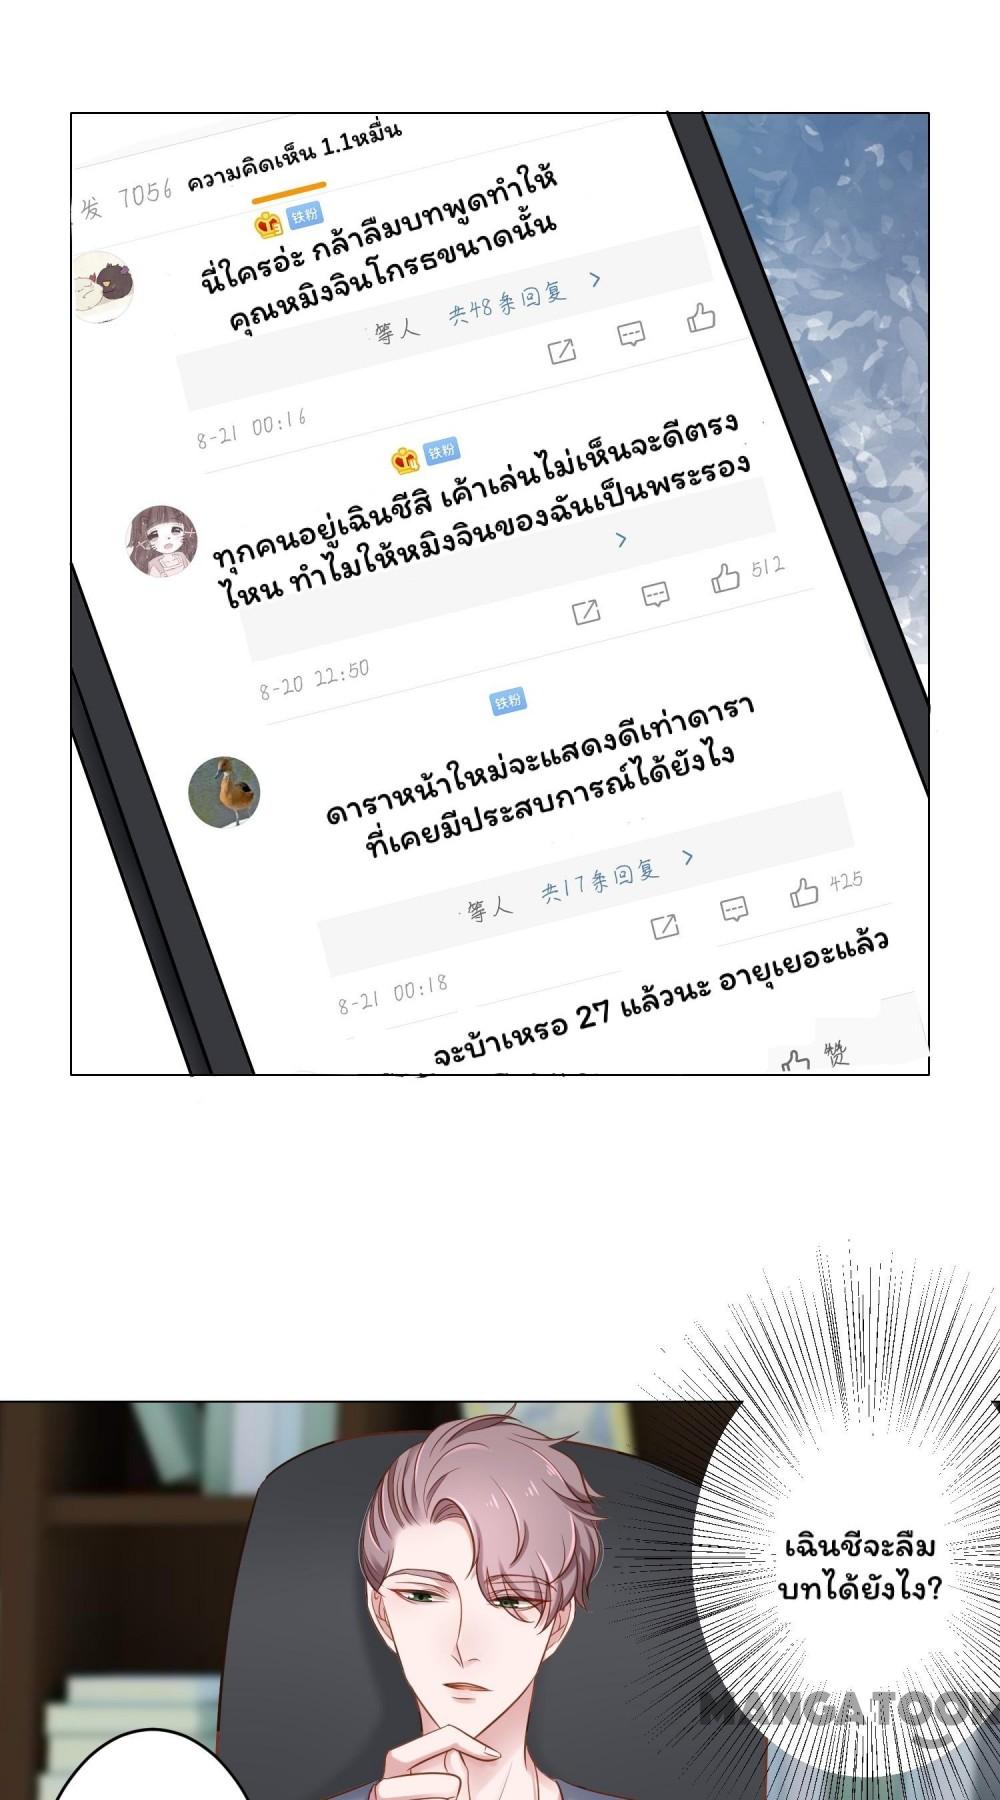 发 7056 ความคิดเห็น 1.1หมื่น
铁粉
นี่ใครอ่ะ กล้าลืมบทพูดทำให้
คุณหมิงจินโกรธขนาดนั้น
等人 共48条回复 >
8-21 00:16
铁粉
ทุกคนอยู่เฉินซีสิ เค้าเล่นไม่เห็นจะดีตรง
ไหน ทำไมให้หมิงจินของฉันเป็นพระรอง
>
512
8-20 22:50
铁粉
ดาราหน้าใหม่จะแสดงดีเท่าดารา
ที่เคยมีประสบการณ์ได้ยังไง
等人 共17条回复 >
425
8-21 00:18
จะบ้าเหรอ 27 แล้วนะ อายุเยอะแล้ว
赞
เฉินซีจะลืม
บทได้ยังไง?
MANGATOON